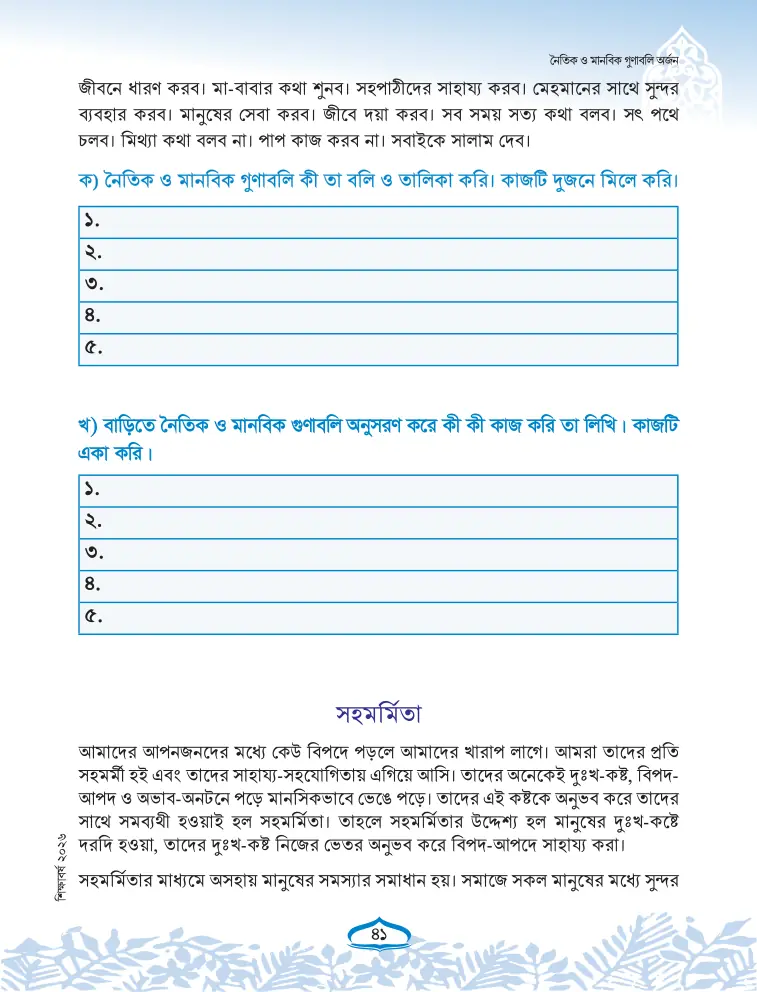 নৈতিক ও মানবিক গুণাবলি অর্জন
জীবনে ধারণ করব। মা-বাবার কথা শুনব। সহপাঠীদের সাহায্য করব। মেহমানের সাথে সুন্দর
ব্যবহার করব। মানুষের সেবা করব। জীবে দয়া করব। সব সময় সত্য কথা বলব। সৎ পথে
চলব। মিথ্যা কথা বলব না। পাপ কাজ করব না। সবাইকে সালাম দেব।
ক) নৈতিক ও মানবিক গুণাবলি কী তা বলি ও তালিকা করি। কাজটি দুজনে মিলে করি।
১.
২.
৩.
৪.
৫.
খ) বাড়িতে নৈতিক ও মানবিক গুণাবলি অনুসরণ করে কী কী কাজ করি তা লিখি। কাজটি
একা করি।
১.
২.
৩.
৪.
৫.
সহমর্মিতা
আমাদের আপনজনদের মধ্যে কেউ বিপদে পড়লে আমাদের খারাপ লাগে। আমরা তাদের প্রতি
সহমর্মী হই এবং তাদের সাহায্য-সহযোগিতায় এগিয়ে আসি। তাদের অনেকেই দুঃখ-কষ্ট, বিপদ-
আপদ ও অভাব-অনটনে পড়ে মানসিকভাবে ভেঙে পড়ে। তাদের এই কষ্টকে অনুভব করে তাদের
সাথে সমব্যথী হওয়াই হল সহমর্মিতা। তাহলে সহমর্মিতার উদ্দেশ্য হল মানুষের দুঃখ-কষ্টে
দরদি হওয়া, তাদের দুঃখ-কষ্ট নিজের ভেতর অনুভব করে বিপদ-আপদে সাহায্য করা।
সহমর্মিতার মাধ্যমে অসহায় মানুষের সমস্যার সমাধান হয়। সমাজে সকল মানুষের মধ্যে সুন্দর
শিক্ষাবর্ষ ২০২৬
৪১